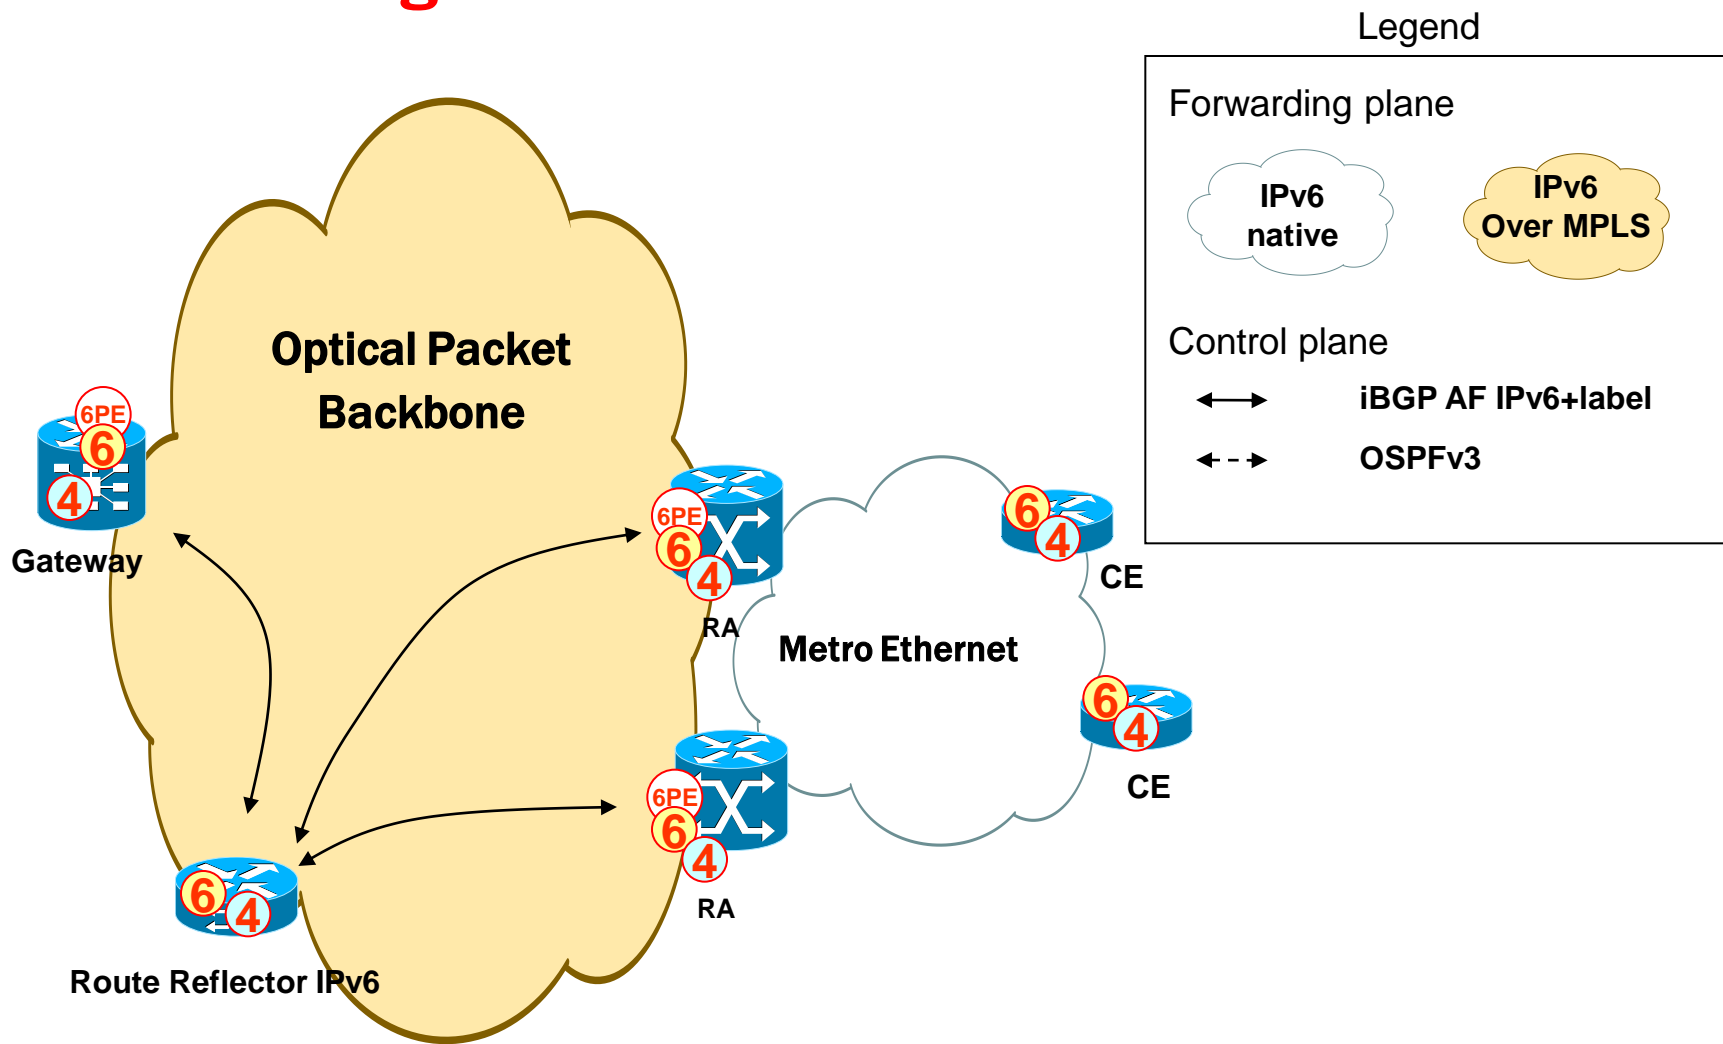 Legend
Forwarding plane
IPv6
native
IPv6
Over MPLS
Control plane
iBGP AF IPv6+label
OSPFv3
Optical Packet
Backbone
6PE
6
4
Gateway
6PE
6
4
RA
6
4
CE
Metro Ethernet
6
4
CE
6PE
6
4
RA
6
4
Route Reflector IPv6